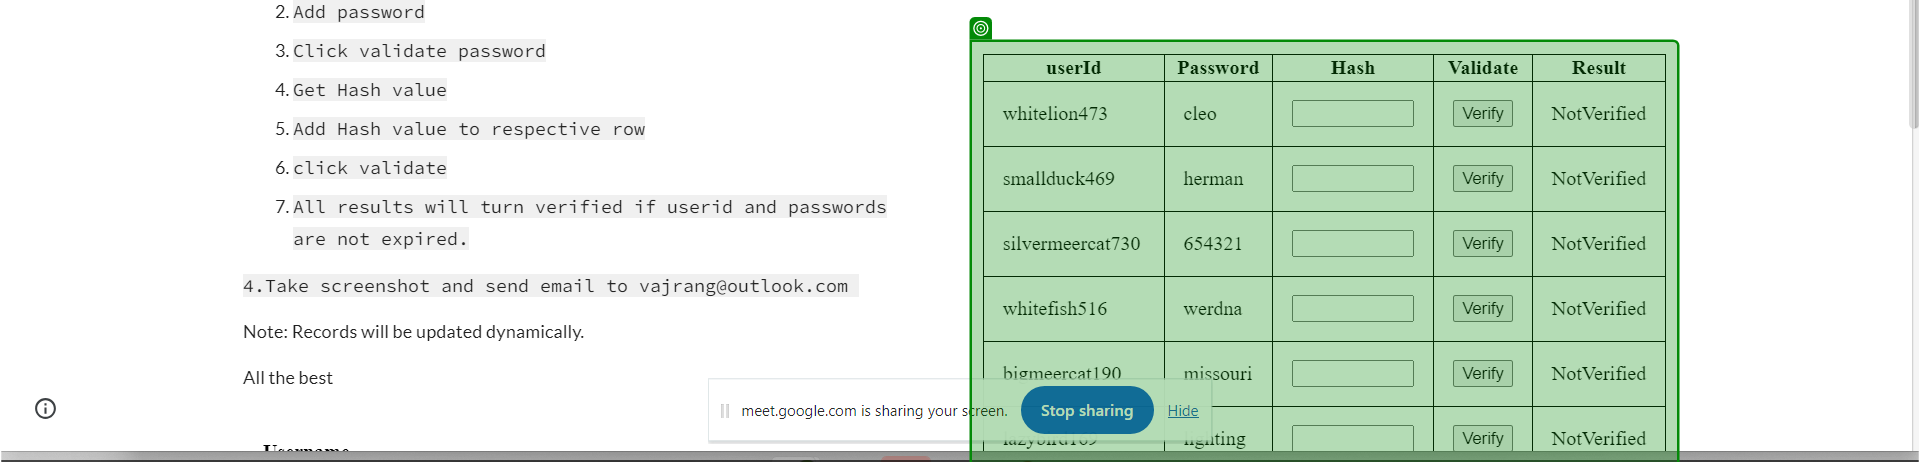 2. Add password
3. Click validate password
4. Get Hash value
5. Add Hash value to respective row
6. click validate
7. All results will turn verified if userid and passwords
are not expired.
4.Take screenshot and send email to vajrang@outlook.com
Note: Records will be updated dynamically.
All the best
Username
userId Password Hash Validate Result
whitelion473 cleo Verify NotVerified
smallduck469 herman Verify NotVerified
silvermeercat730 654321 Verify NotVerified
whitefish516 werdna Verify NotVerified
bigmeercat190 missouri Verify NotVerified
meet.google.com is sharing your screen. Stop sharing Hide
Verify NotVerified